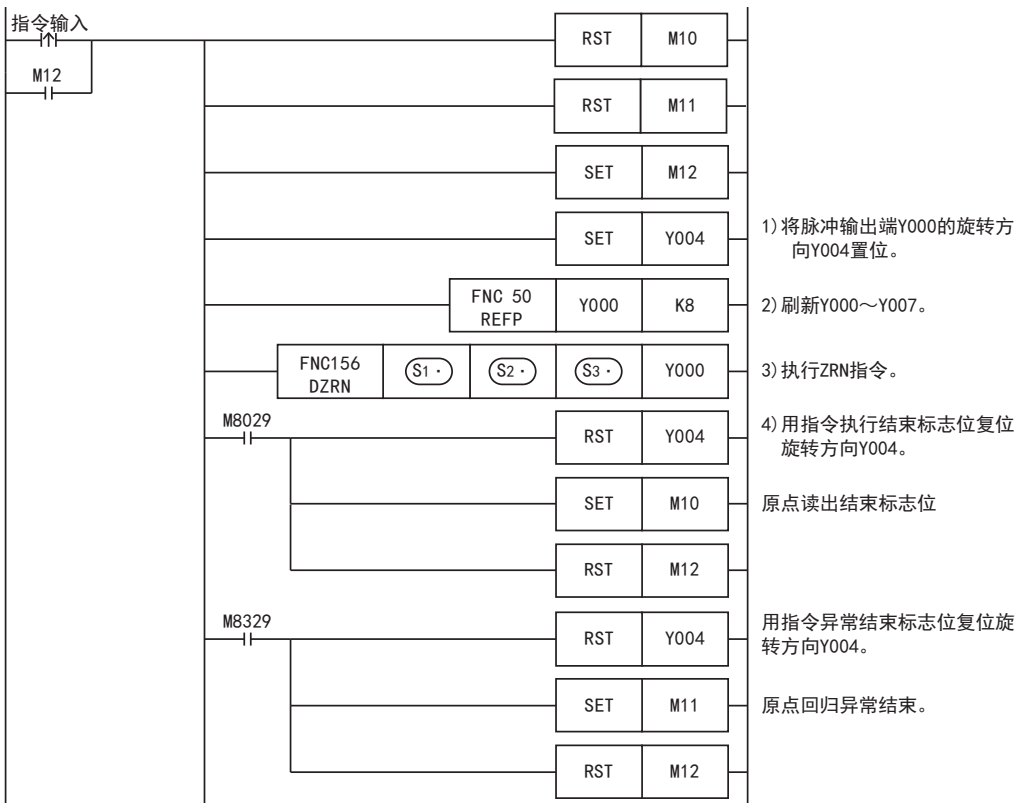 指令输入
RST M10
M12
RST M11
SET M12
SET Y004
1)将脉冲输出端Y000的旋转方
向Y004置位。
FNC 50
REFP
Y000 K8
2)刷新Y000～Y007。
FNC156
DZRN
S1· S2· S3· Y000
3)执行ZRN指令。
M8029
RST Y004
4)用指令执行结束标志位复位
旋转方向Y004。
SET M10
原点读出结束标志位
RST M12
M8329
RST Y004
用指令异常结束标志位复位旋
转方向Y004。
SET M11
原点回归异常结束。
RST M12